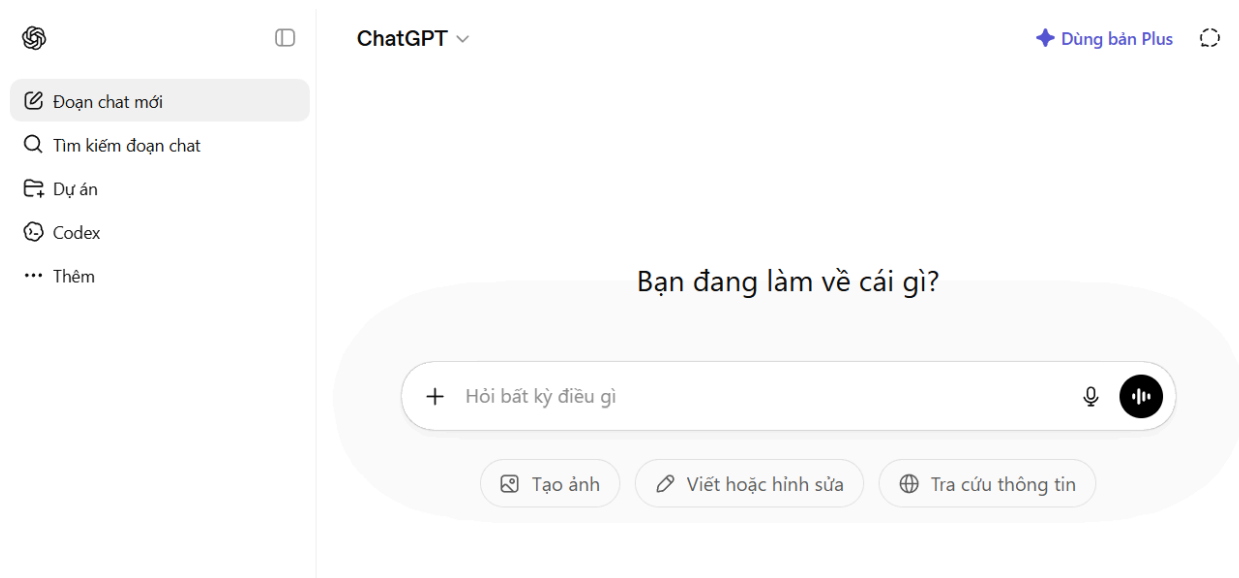 ChatGPT
Dùng bản Plus
Đoạn chat mới
Tìm kiếm đoạn chat
Dự án
Codex
Thêm
Bạn đang làm về cái gì?
Hỏi bất kỳ điều gì
Tạo ảnh
Viết hoặc hỉnh sửa
Tra cứu thông tin